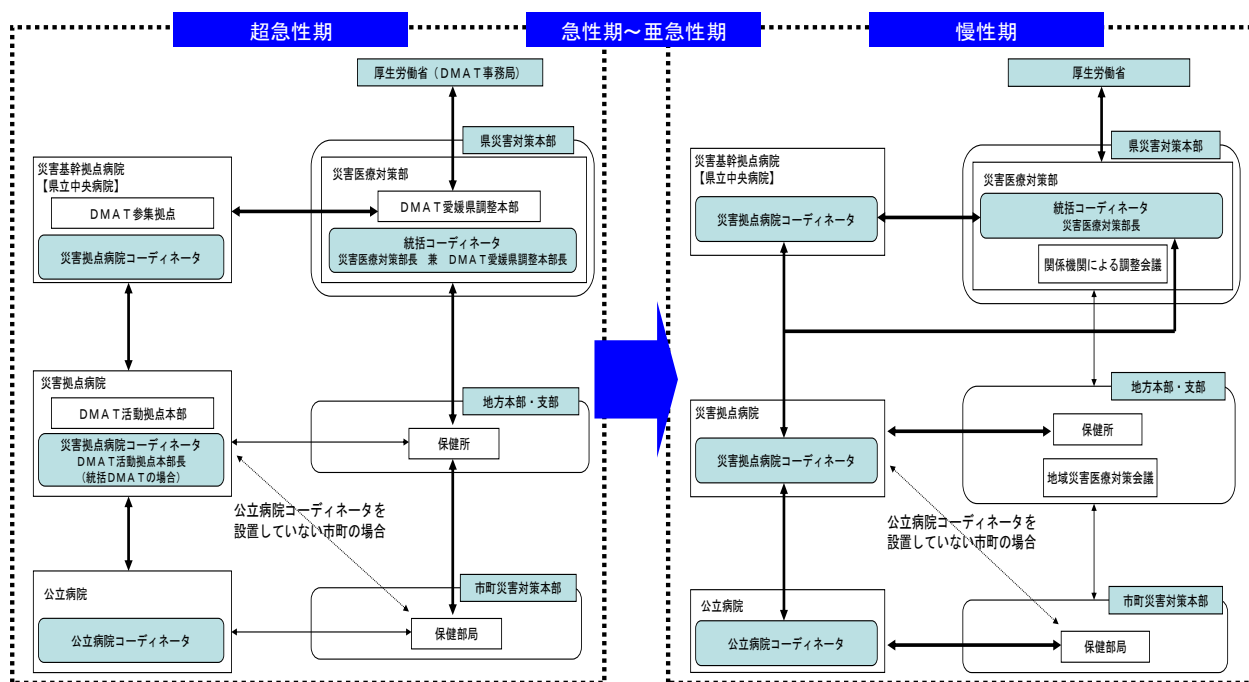 超急性期
急性期～亜急性期
慢性期
厚生労働省（ＤＭＡＴ事務局）
県災害対策本部
災害基幹拠点病院
【県立中央病院】
ＤＭＡＴ参集拠点
災害拠点病院コーディネータ
災害医療対策部
ＤＭＡＴ愛媛県調整本部
統括コーディネータ
災害医療対策部長　兼　ＤＭＡＴ愛媛県調整本部長
災害拠点病院
ＤＭＡＴ活動拠点本部
災害拠点病院コーディネータ
ＤＭＡＴ活動拠点本部長
（統括ＤＭＡＴの場合）
地方本部・支部
保健所
公立病院コーディネータを
設置していない市町の場合
公立病院
公立病院コーディネータ
市町災害対策本部
保健部局
厚生労働省
県災害対策本部
災害基幹拠点病院
【県立中央病院】
災害拠点病院コーディネータ
災害医療対策部
統括コーディネータ
災害医療対策部長
関係機関による調整会議
災害拠点病院
災害拠点病院コーディネータ
地方本部・支部
保健所
地域災害医療対策会議
公立病院コーディネータを
設置していない市町の場合
公立病院
公立病院コーディネータ
市町災害対策本部
保健部局